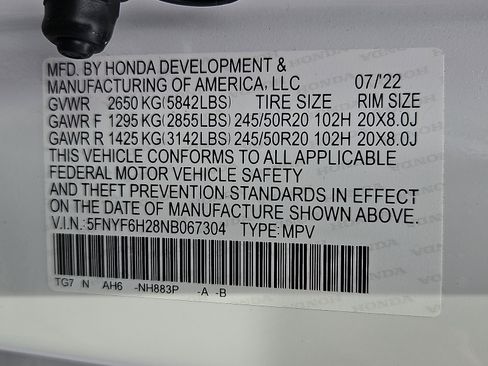 MFD. BY HONDA DEVELOPMENT &
MANUFACTURING OF AMERICA, LLC 07/'22
GVWR 2650 KG(5842LBS) TIRE SIZE RIM SIZE
GAWR F 1295 KG(2855LBS) 245/50R20 102H 20X8.0J
GAWR R 1425 KG(3142LBS) 245/50R20 102H 20X8.0J
THIS VEHICLE CONFORMS TO ALL APPLICABLE
FEDERAL MOTOR VEHICLE SAFETY
AND THEFT PREVENTION STANDARDS IN EFFECT
ON THE DATE OF MANUFACTURE SHOWN ABOVE.
V.I.N.:5FNYF6H28NB067304 TYPE:MPV
TG7 N AH6 -NH883P -A -B